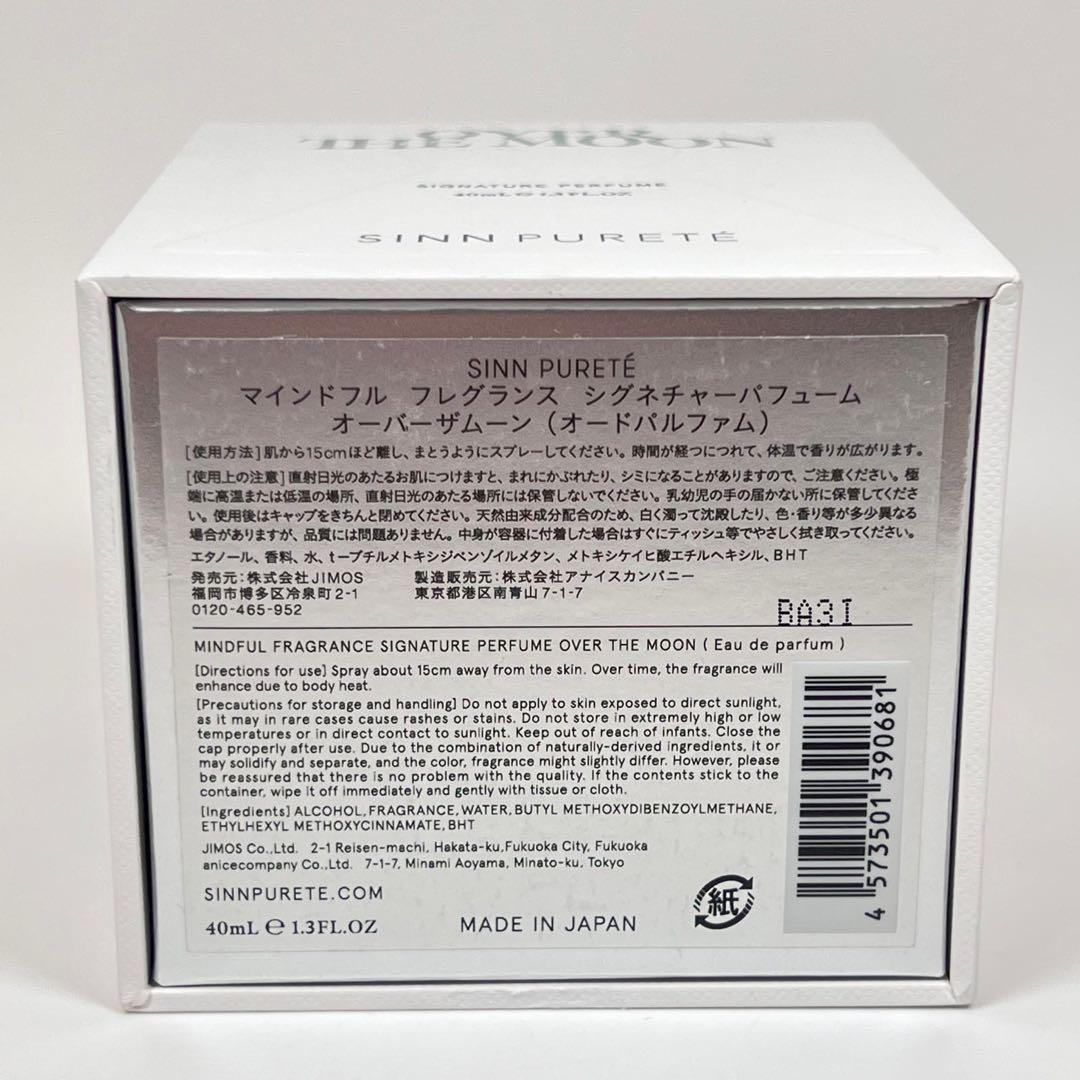 OVER
THE MOON
SIGNATURE PERFUME
40mL ℮ 1.3FL.OZ
SINN PURETÉ
SINN PURETÉ
マインドフル フレグランス シグネチャーパフューム
オーバーザムーン（オードパルファム）
[使用方法]肌から15cmほど離し、まとうようにスプレーしてください。時間が経つにつれて、体温で香りが広がります。
[使用上の注意]直射日光のあたるお肌につけますと、まれにかぶれたり、シミになることがありますので、ご注意ください。極
端に高温または低温の場所、直射日光のあたる場所には保管しないでください。乳幼児の手の届かない所に保管してくださ
い。使用後はキャップをきちんと閉めてください。天然由来成分配合のため、白く濁って沈殿したり、色・香り等が多少異なる
場合がありますが、品質には問題ありません。中身が容器に付着した場合はすぐにティッシュ等でやさしく拭き取ってください。
エタノール、香料、水、t-ブチルメトキシジベンゾイルメタン、メトキシケイヒ酸エチルヘキシル、BHT
発売元：株式会社JIMOS 製造販売元：株式会社アナイスカンパニー
福岡市博多区冷泉町2-1 東京都港区南青山7-1-7
0120-465-952
BA3I
MINDFUL FRAGRANCE SIGNATURE PERFUME OVER THE MOON ( Eau de parfum )
[Directions for use] Spray about 15cm away from the skin. Over time, the fragrance will
enhance due to body heat.
[Precautions for storage and handling] Do not apply to skin exposed to direct sunlight,
as it may in rare cases cause rashes or stains. Do not store in extremely high or low
temperatures or in direct contact to sunlight. Keep out of reach of infants. Close the
cap properly after use. Due to the combination of naturally-derived ingredients, it or
may solidify and separate, and the color, fragrance might slightly differ. However, please
be reassured that there is no problem with the quality. If the contents stick to the
container, wipe it off immediately and gently with tissue or cloth.
[Ingredients] ALCOHOL, FRAGRANCE, WATER, BUTYL METHOXYDIBENZOYLMETHANE,
ETHYLHEXYL METHOXYCINNAMATE, BHT
JIMOS Co.,Ltd. 2-1 Reisen-machi, Hakata-ku, Fukuoka City, Fukuoka
anicecompany Co.,Ltd. 7-1-7, Minami Aoyama, Minato-ku, Tokyo
SINNPURETE.COM
40mL ℮ 1.3FL.OZ
MADE IN JAPAN
紙
4 573501 390681